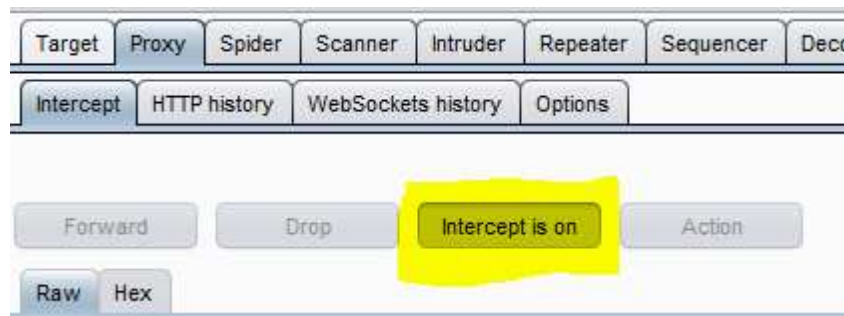 Target Proxy Spider Scanner Intruder Repeater Sequencer
Intercept HTTP history WebSockets history Options
Forward Drop Intercept is on Action
Raw Hex